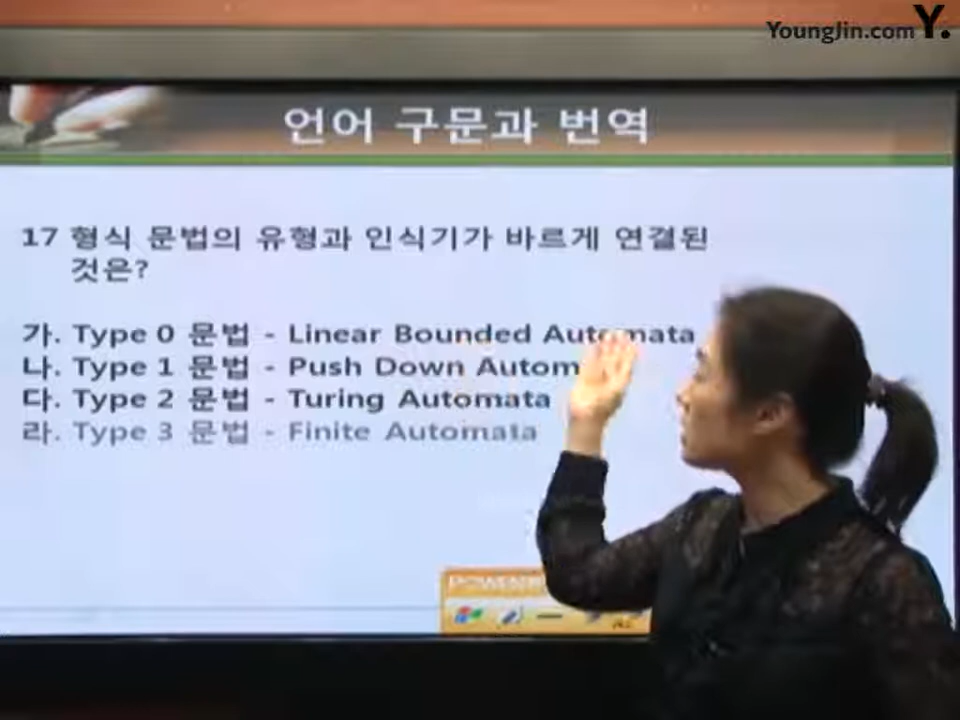 YoungJin.com Y.
언어 구문과 번역
17 형식 문법의 유형과 인식기가 바르게 연결된
것은?
가. Type 0 문법 - Linear Bounded Automata
나. Type 1 문법 - Push Down Autom
다. Type 2 문법 - Turing Automata
라. Type 3 문법 - Finite Automata